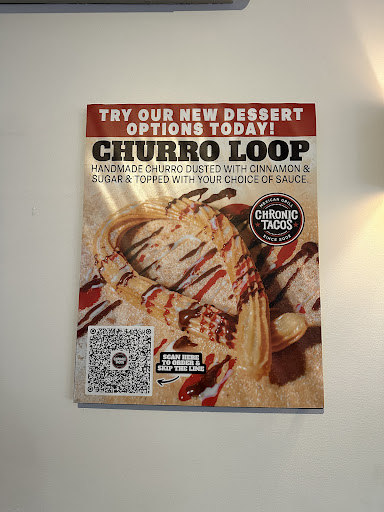 TRY OUR NEW DESSERT
OPTIONS TODAY!
CHURRO LOOP
HANDMADE CHURRO DUSTED WITH CINNAMON &
SUGAR & TOPPED WITH YOUR CHOICE OF SAUCE.
MEXICAN GRILL
CHRONIC
TACOS
SINCE 2002
SCAN HERE
TO ORDER &
SKIP THE LINE